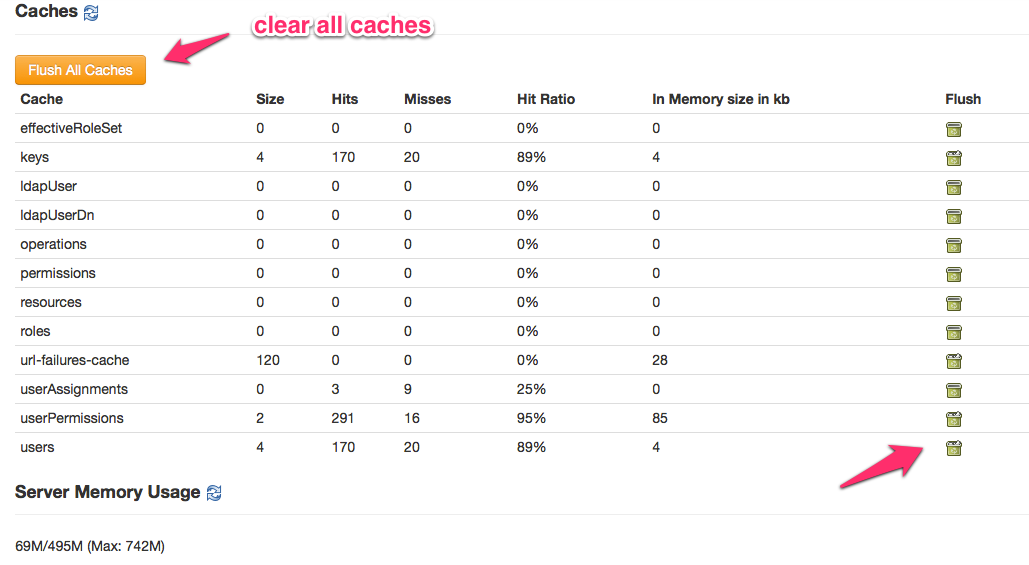 Caches
clear all caches
Flush All Caches
Cache Size Hits Misses Hit Ratio In Memory size in kb Flush
effectiveRoleSet 0 0 0 0% 0
keys 4 170 20 89% 4
ldapUser 0 0 0 0% 0
ldapUserDn 0 0 0 0% 0
operations 0 0 0 0% 0
permissions 0 0 0 0% 0
resources 0 0 0 0% 0
roles 0 0 0 0% 0
url-failures-cache 120 0 0 0% 28
userAssignments 0 3 9 25% 0
userPermissions 2 291 16 95% 85
users 4 170 20 89% 4
Server Memory Usage
69M/495M (Max: 742M)